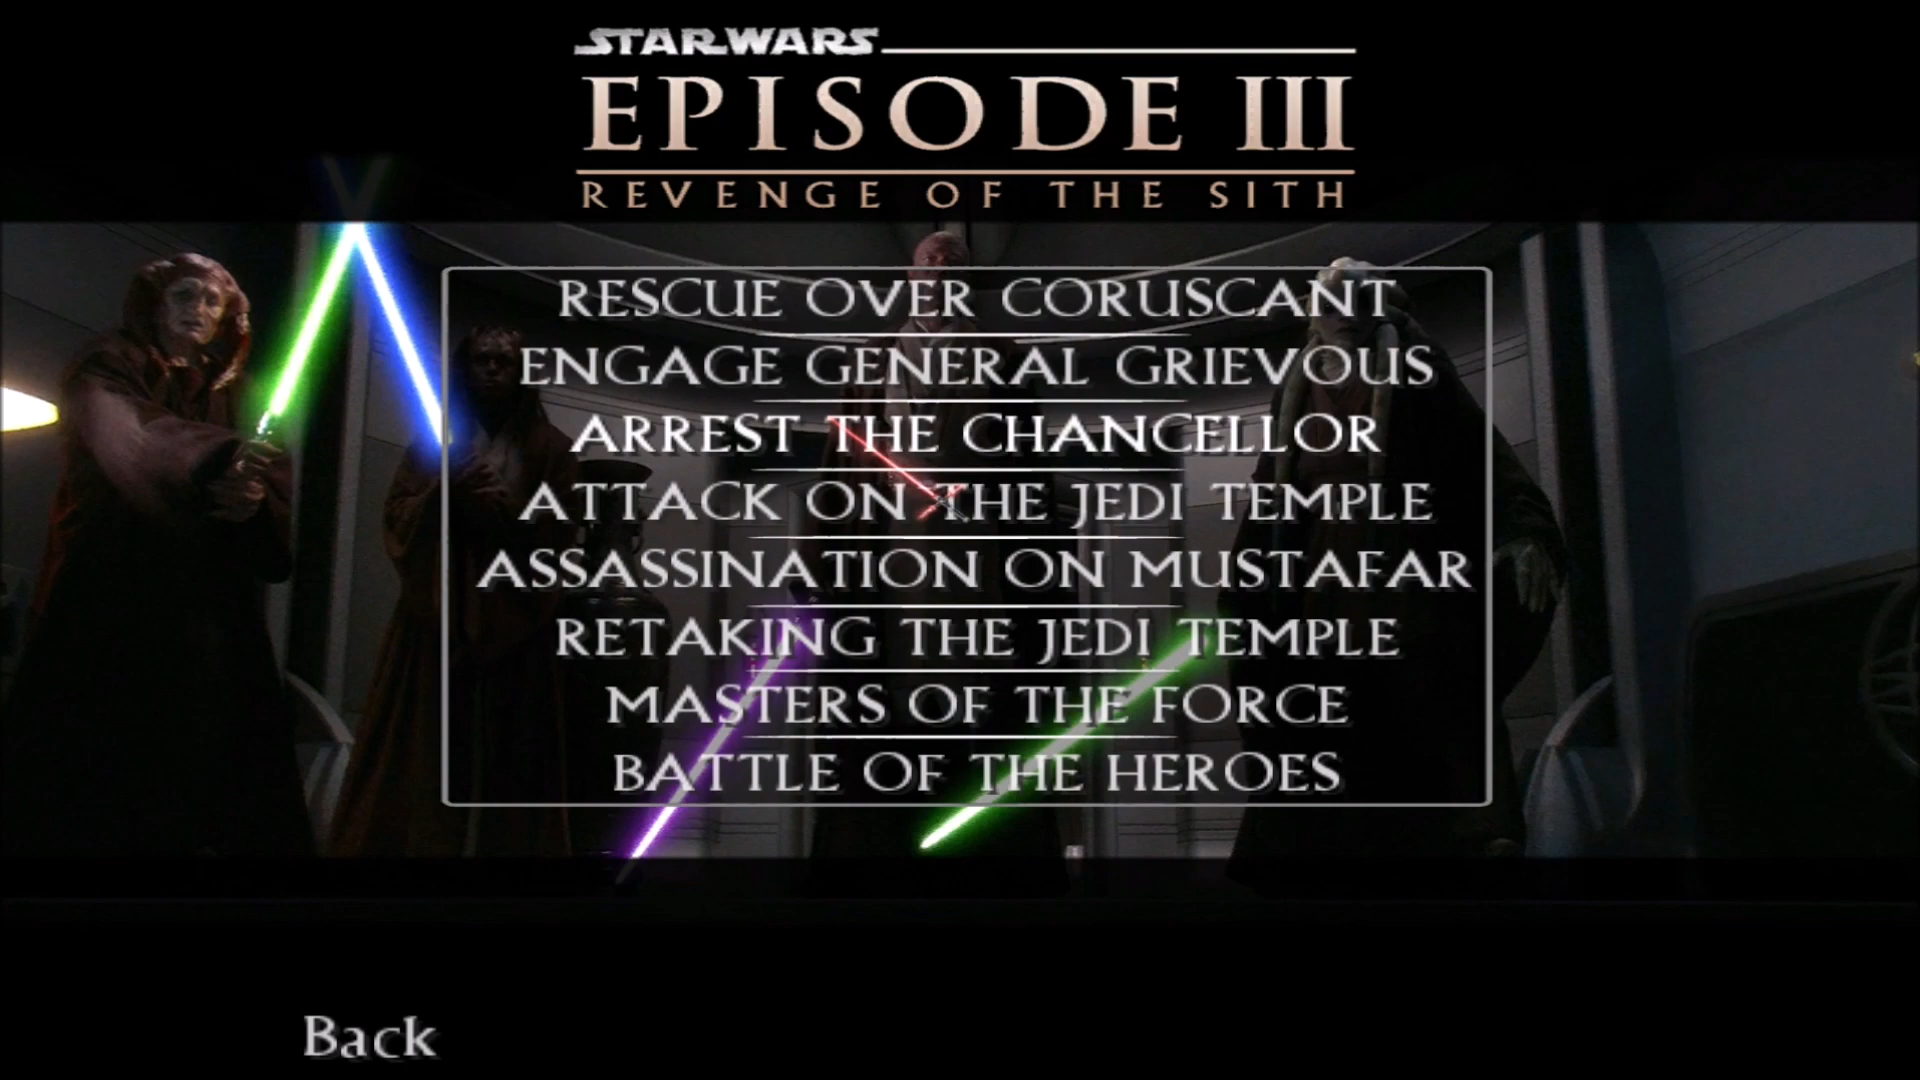 STAR WARS
EPISODE III
REVENGE OF THE SITH
RESCUE OVER CORUSCANT
ENGAGE GENERAL GRIEVOUS
ARREST THE CHANCELLOR
ATTACK ON THE JEDI TEMPLE
ASSASSINATION ON MUSTAFAR
RETAKING THE JEDI TEMPLE
MASTERS OF THE FORCE
BATTLE OF THE HEROES
Back